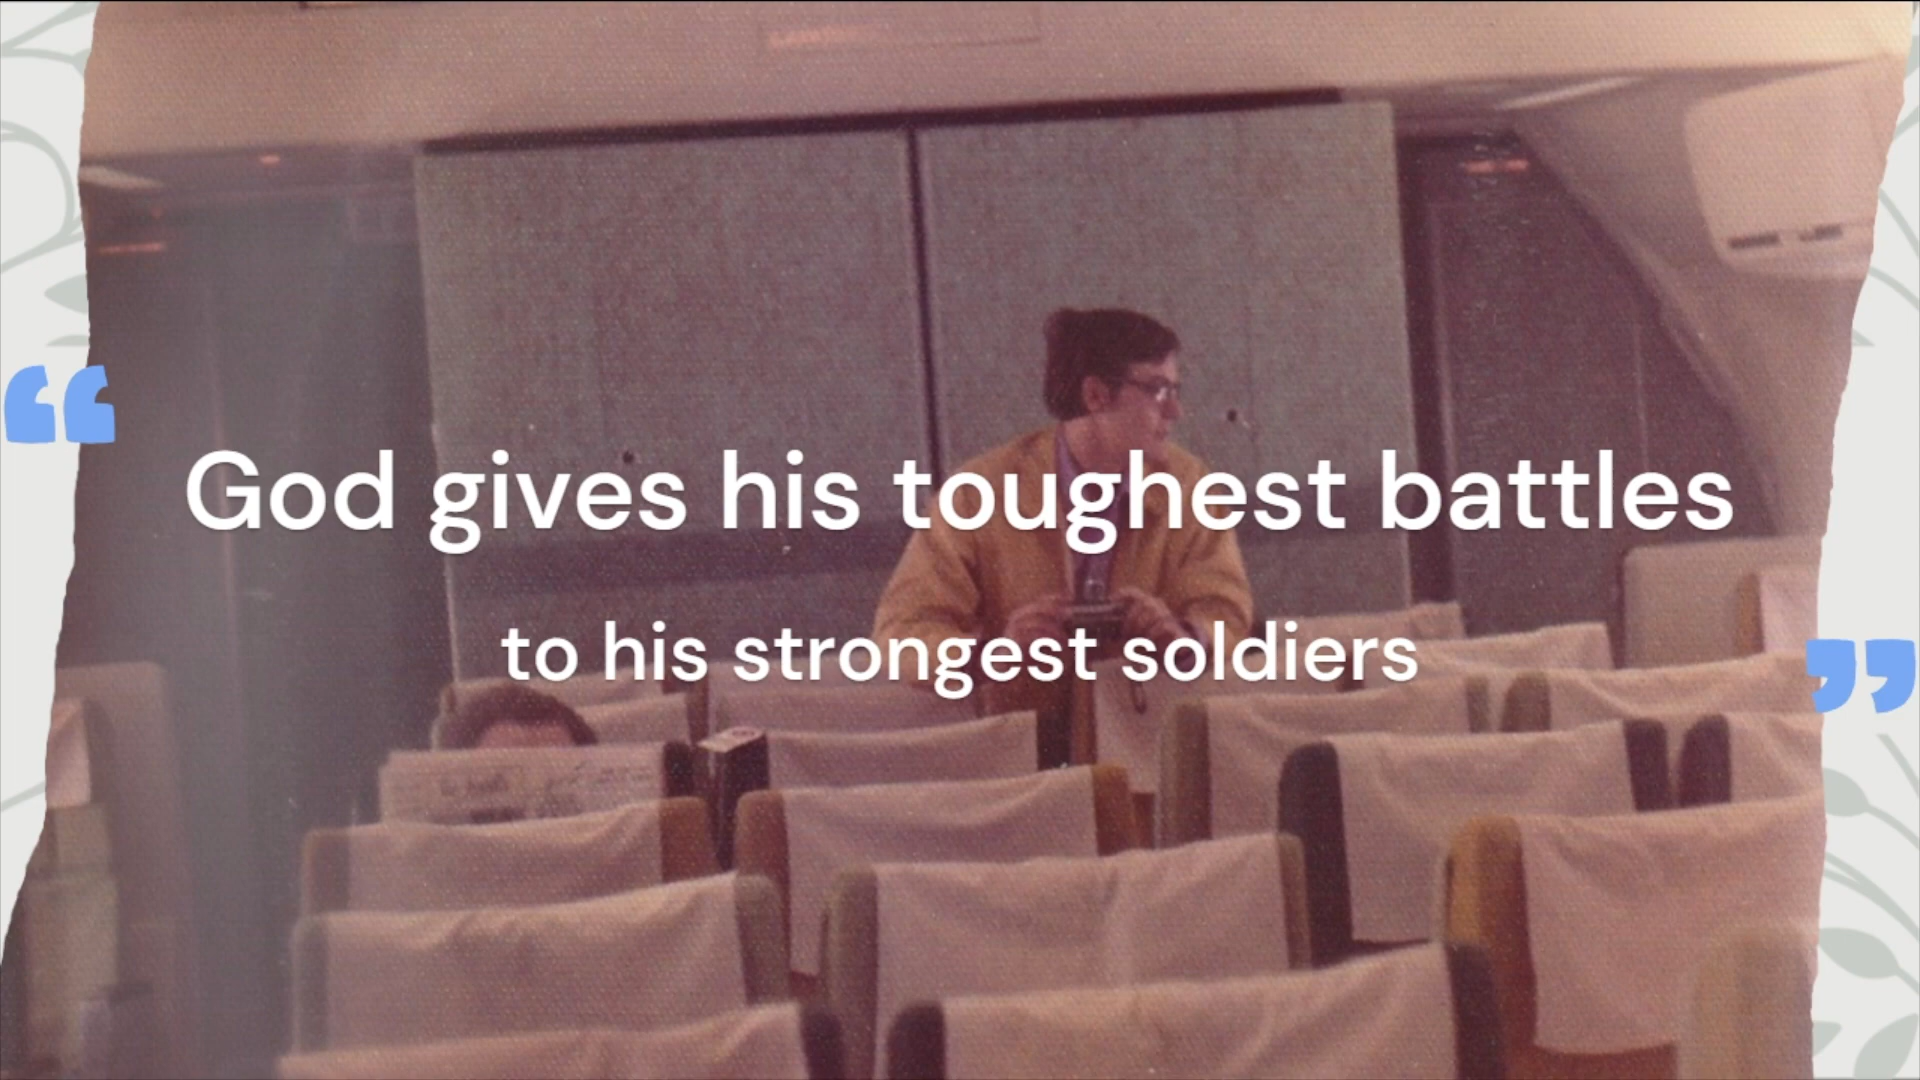 God gives his toughest battles
to his strongest soldiers